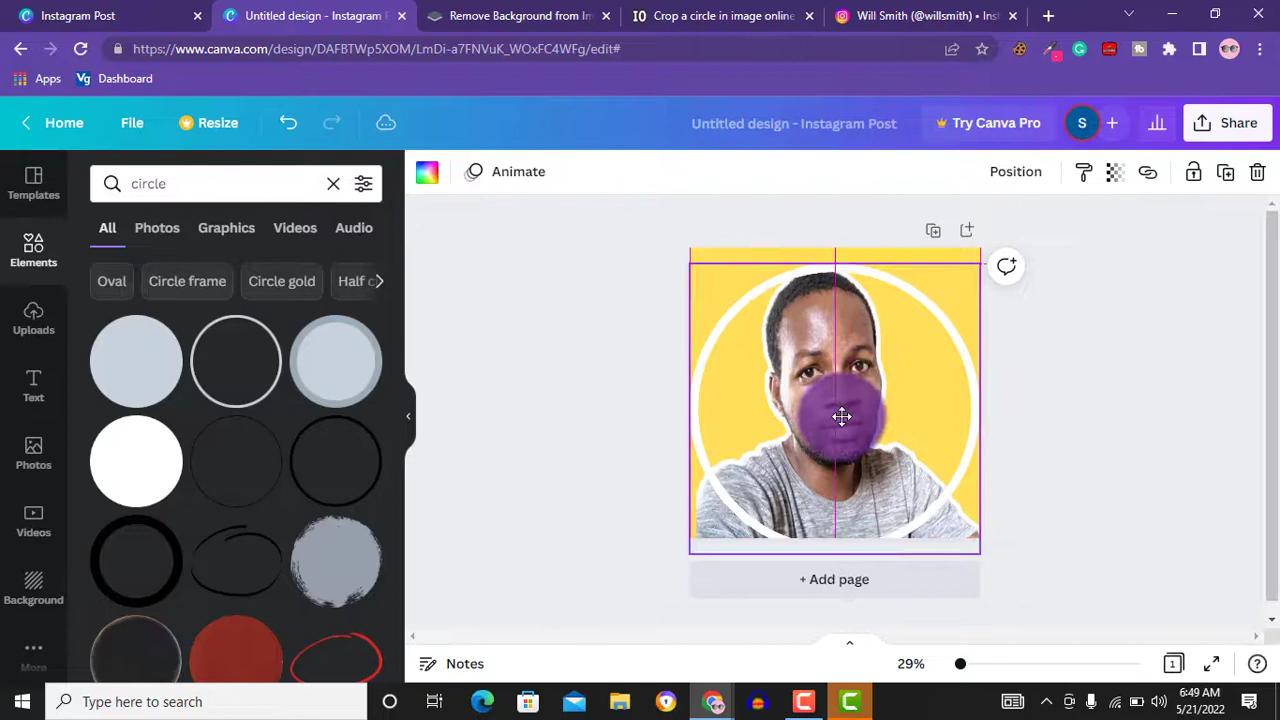 Instagram Post
Untitled design - Instagram
Remove Background from Im
Crop a circle in image online
Will Smith (@willsmith) • Inst
https://www.canva.com/design/DAFBTWp5XOM/LmDi-a7FNVuK_WOxFC4WFg/edit#
Apps
Dashboard
Home
File
Resize
Untitled design - Instagram Post
Try Canva Pro
S
Share
circle
Animate
Position
All
Photos
Graphics
Videos
Audio
Oval
Circle frame
Circle gold
Half c
Templates
Elements
Uploads
Text
Photos
Videos
Background
More
+ Add page
Notes
29%
1
Type here to search
6:49 AM
5/21/2022